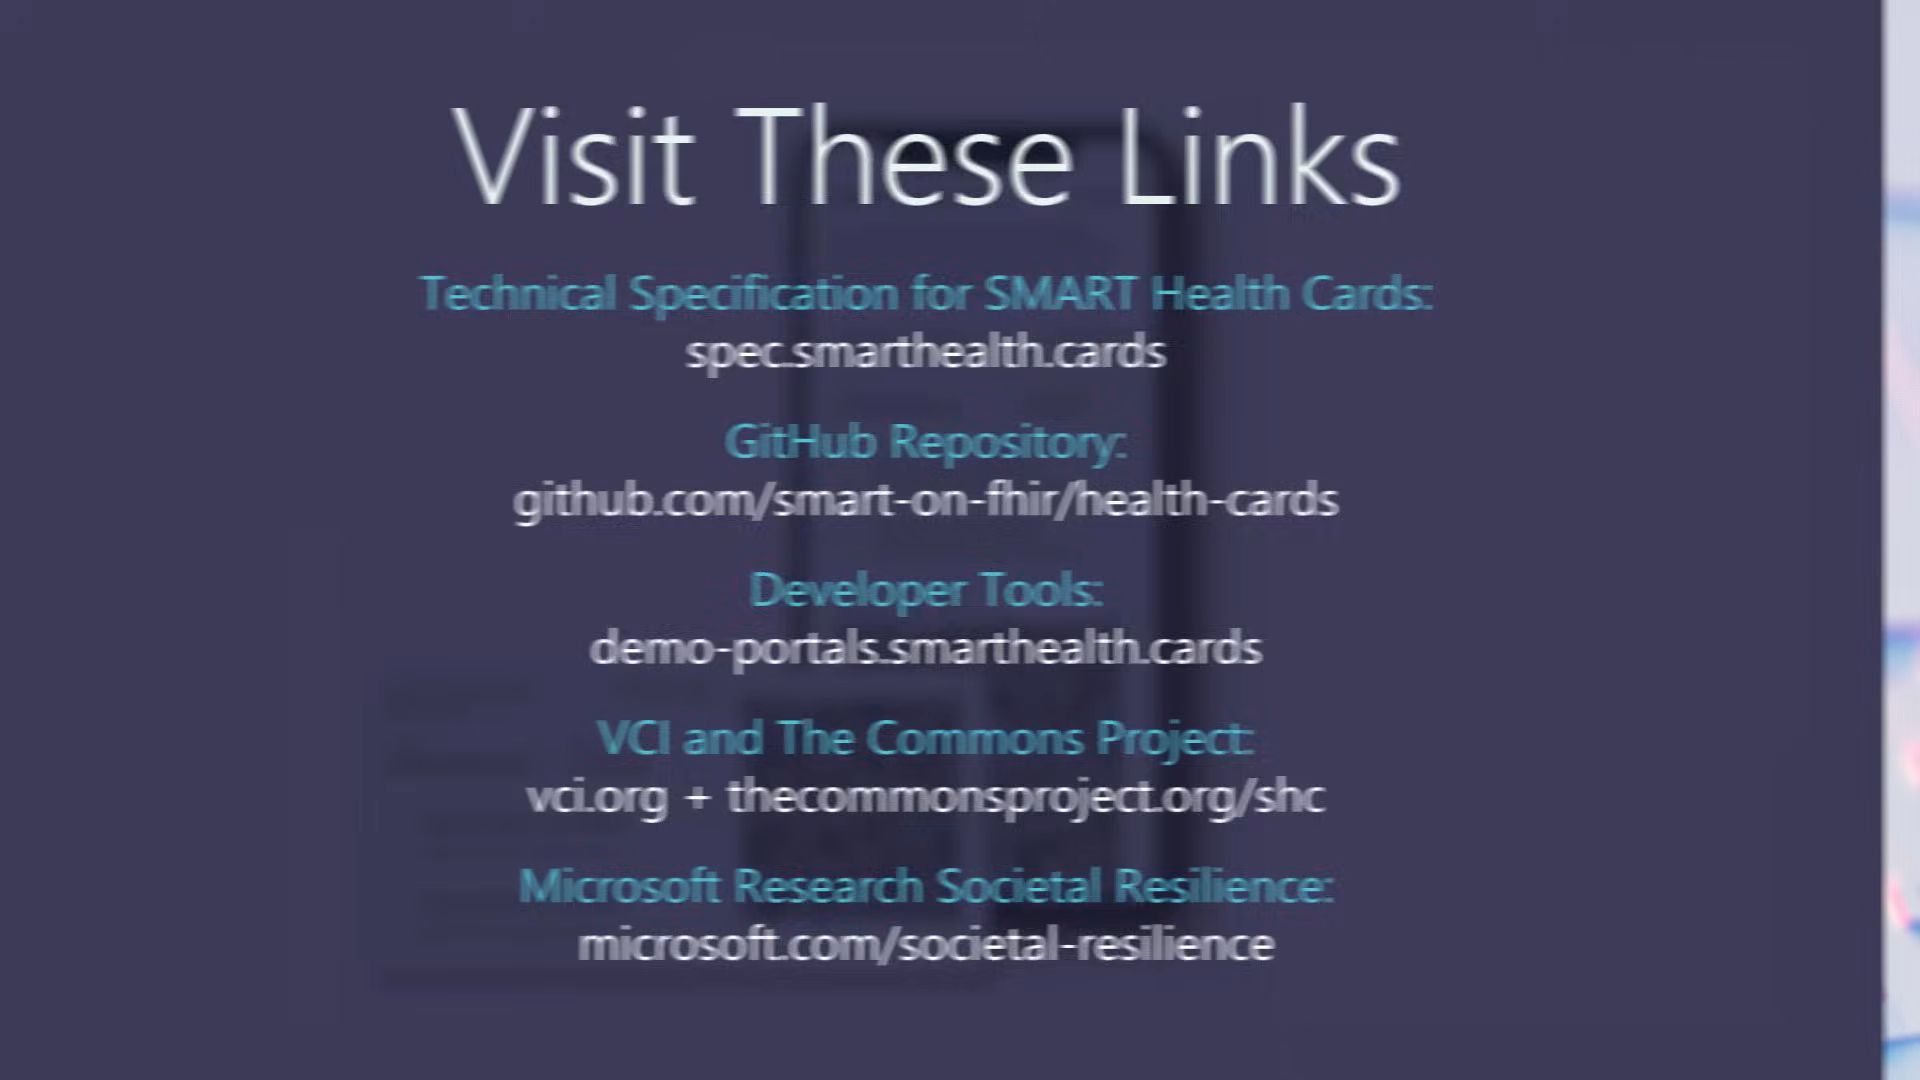 Visit These Links
Technical Specification for SMART Health Cards:
spec.smarthealth.cards
GitHub Repository:
github.com/smart-on-fhir/health-cards
Developer Tools:
demo-portals.smarthealth.cards
VCI and The Commons Project:
vci.org + thecommonsproject.org/shc
Microsoft Research Societal Resilience:
microsoft.com/societal-resilience